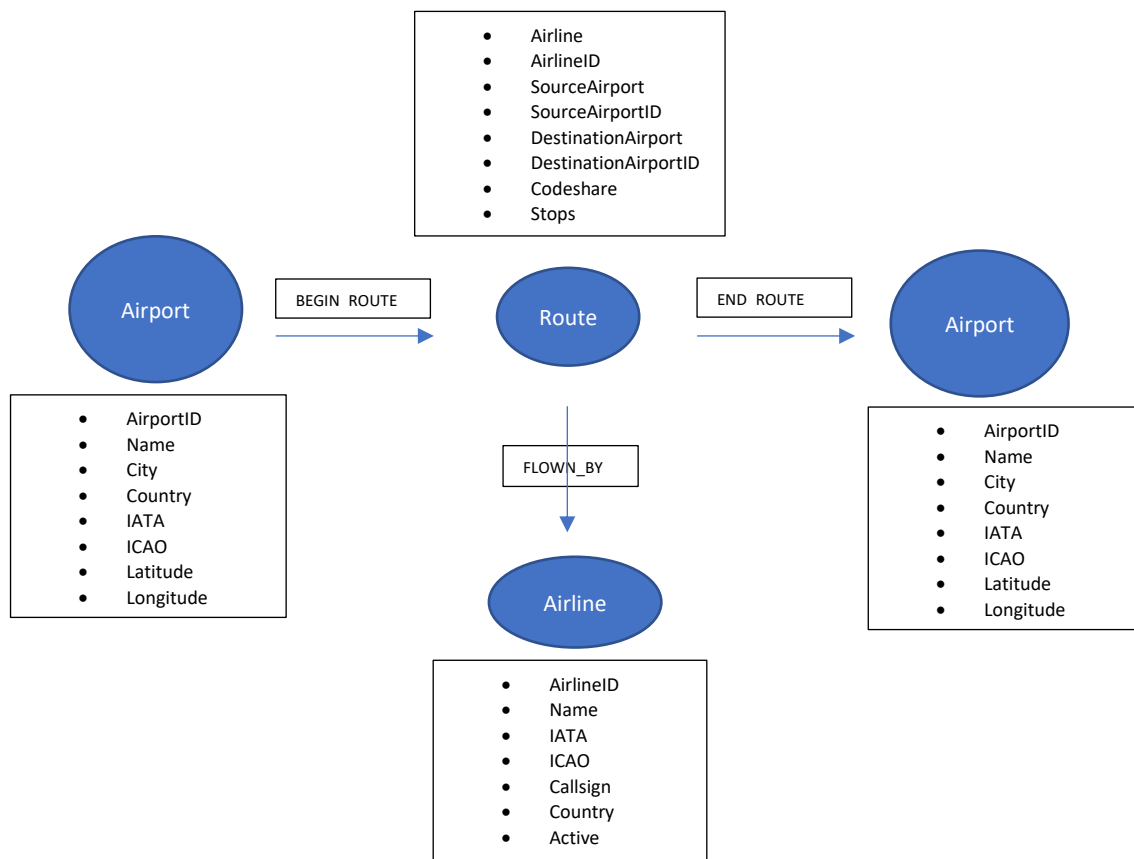 Airline
AirlineID
SourceAirport
SourceAirportID
DestinationAirport
DestinationAirportID
Codeshare
Stops
Airport
BEGIN ROUTE
Route
END ROUTE
Airport
AirportID
Name
City
Country
IATA
ICAO
Latitude
Longitude
FLOWN_BY
AirportID
Name
City
Country
IATA
ICAO
Latitude
Longitude
Airline
AirlineID
Name
IATA
ICAO
Callsign
Country
Active